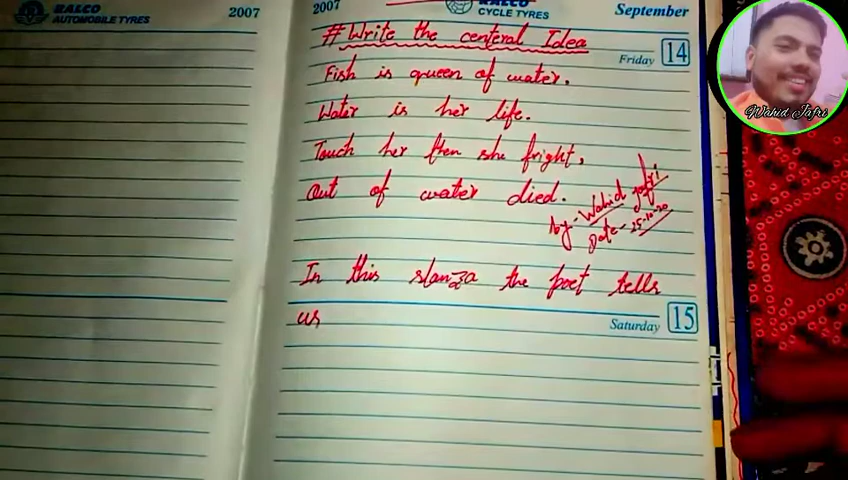 RALCO
AUTOMOBILE TYRES
2007
2007
RALCO
CYCLE TYRES
September
# Write the centeral Idea
Friday 14
Fish is queen of water.
Water is her life.
Touch her then she fright,
Out of water died.
by- Wahid Jafri
Date- 25-10-20
In this stanza the poet tells
us
Saturday 15
Wahid Jafri